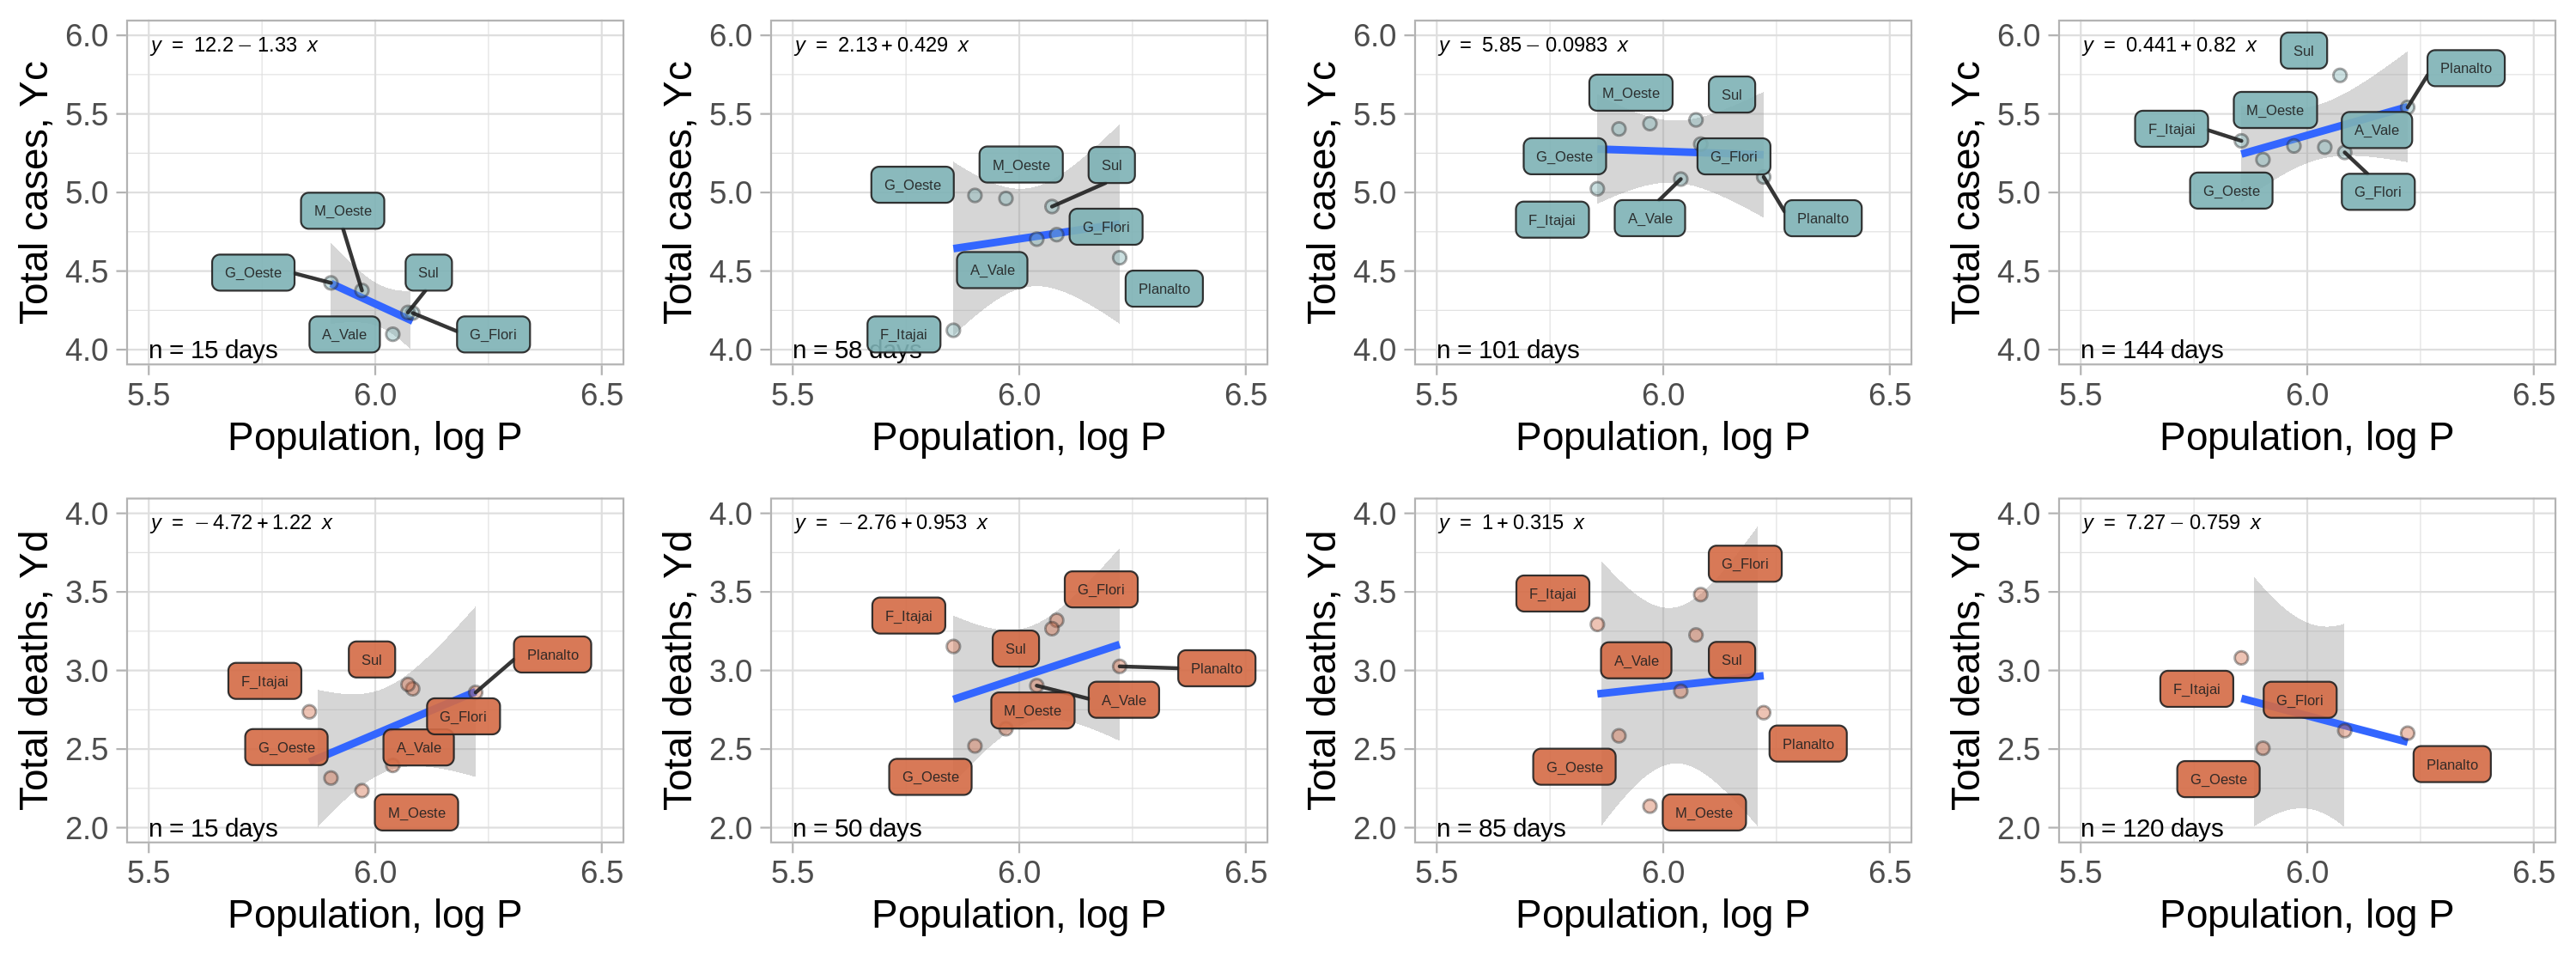 6.0
5.5
5.0
4.5
4.0
Total cases, Yc
y = 12.2 − 1.33 x
M_Oeste
G_Oeste
Sul
A_Vale
G_Flori
n = 15 days
5.5 6.0 6.5
Population, log P
6.0
5.5
5.0
4.5
4.0
Total cases, Yc
y = 2.13 + 0.429 x
M_Oeste
Sul
G_Oeste
G_Flori
A_Vale
Planalto
F_Itajai
n = 58 days
5.5 6.0 6.5
Population, log P
6.0
5.5
5.0
4.5
4.0
Total cases, Yc
y = 5.85 − 0.0983 x
M_Oeste
Sul
G_Oeste
G_Flori
F_Itajai
A_Vale
Planalto
n = 101 days
5.5 6.0 6.5
Population, log P
6.0
5.5
5.0
4.5
4.0
Total cases, Yc
y = 0.441 + 0.82 x
Sul
Planalto
M_Oeste
F_Itajai
A_Vale
G_Oeste
G_Flori
n = 144 days
5.5 6.0 6.5
Population, log P
4.0
3.5
3.0
2.5
2.0
Total deaths, Yd
y = − 4.72 + 1.22 x
Sul
Planalto
F_Itajai
G_Flori
G_Oeste
A_Vale
M_Oeste
n = 15 days
5.5 6.0 6.5
Population, log P
4.0
3.5
3.0
2.5
2.0
Total deaths, Yd
y = − 2.76 + 0.953 x
G_Flori
F_Itajai
Sul
Planalto
A_Vale
M_Oeste
G_Oeste
n = 50 days
5.5 6.0 6.5
Population, log P
4.0
3.5
3.0
2.5
2.0
Total deaths, Yd
y = 1 + 0.315 x
G_Flori
F_Itajai
A_Vale
Sul
Planalto
G_Oeste
M_Oeste
n = 85 days
5.5 6.0 6.5
Population, log P
4.0
3.5
3.0
2.5
2.0
Total deaths, Yd
y = 7.27 − 0.759 x
F_Itajai
G_Flori
Planalto
G_Oeste
n = 120 days
5.5 6.0 6.5
Population, log P